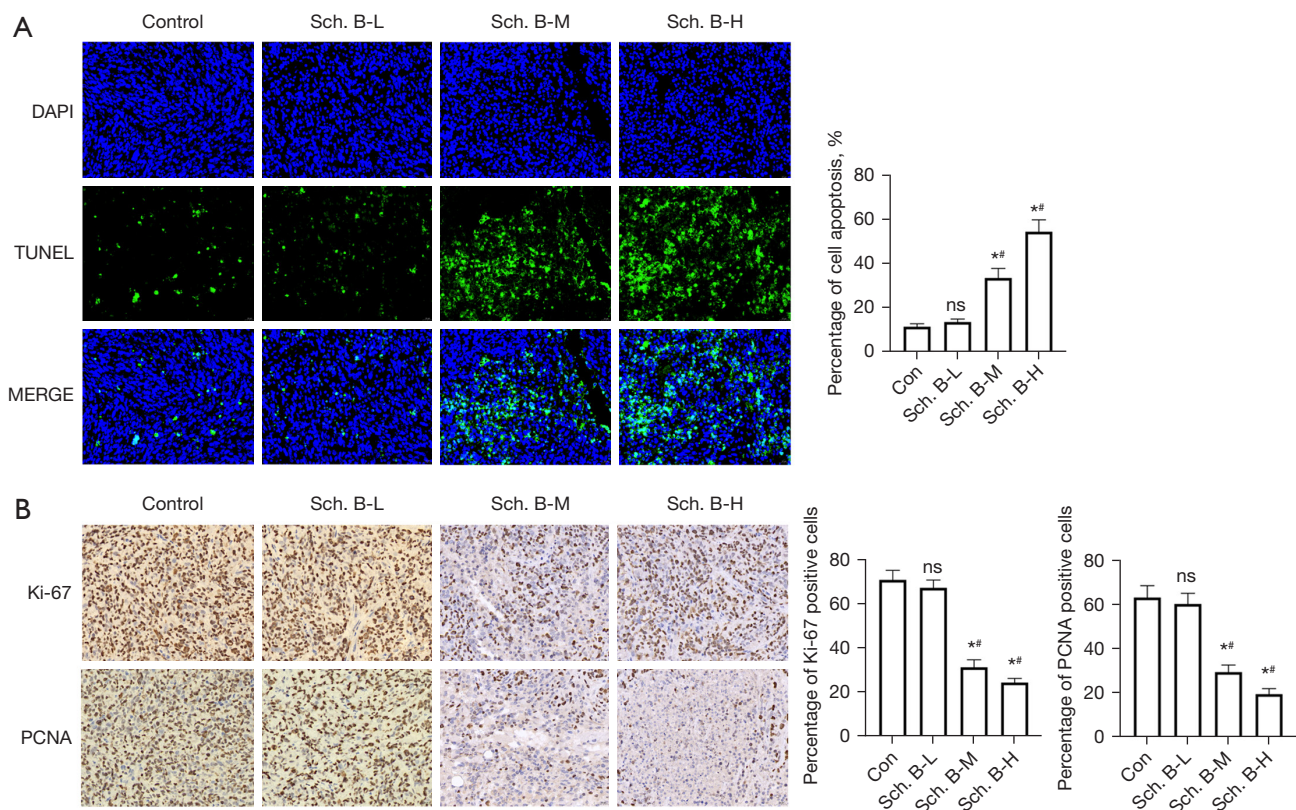 A
Control
Sch. B-L
Sch. B-M
Sch. B-H
DAPI
TUNEL
MERGE
Percentage of cell apoptosis, %
80
60
40
20
0
ns
*#
*#
Con
Sch. B-L
Sch. B-M
Sch. B-H
B
Control
Sch. B-L
Sch. B-M
Sch. B-H
Ki-67
PCNA
Percentage of Ki-67 positive cells
80
60
40
20
0
ns
*#
*#
Con
Sch. B-L
Sch. B-M
Sch. B-H
Percentage of PCNA positive cells
80
60
40
20
0
ns
*#
*#
Con
Sch. B-L
Sch. B-M
Sch. B-H